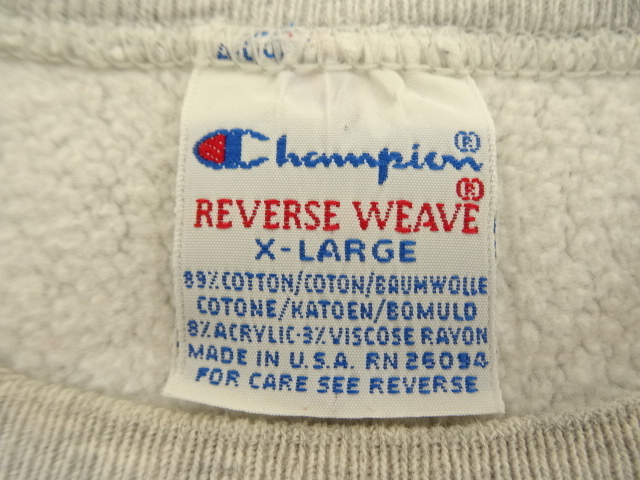 Champion®
REVERSE WEAVE®
X-LARGE
89% COTTON/COTON/BAUMWOLLE
COTONE/KATOEN/BOMULD
8% ACRYLIC-3% VISCOSE RAYON
MADE IN U.S.A. RN 26094
FOR CARE SEE REVERSE